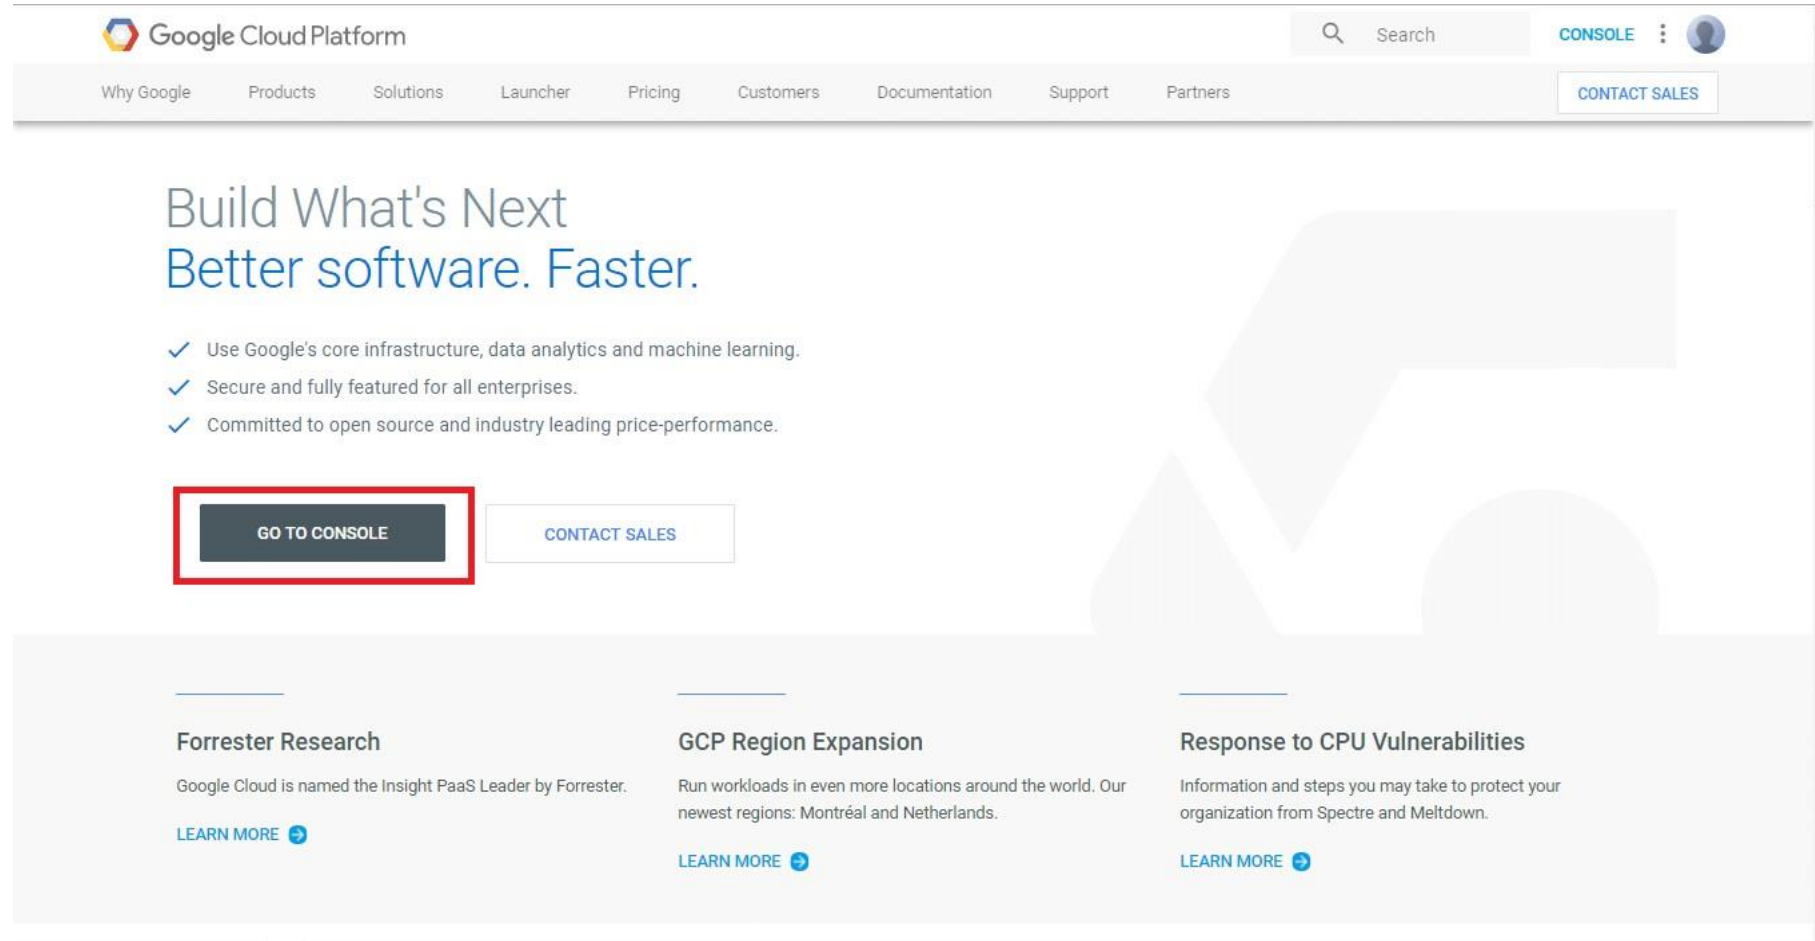 Google Cloud Platform
Search
CONSOLE
Why Google Products Solutions Launcher Pricing Customers Documentation Support Partners
CONTACT SALES
Build What's Next
Better software. Faster.
Use Google's core infrastructure, data analytics and machine learning.
Secure and fully featured for all enterprises.
Committed to open source and industry leading price-performance.
GO TO CONSOLE
CONTACT SALES
Forrester Research
Google Cloud is named the Insight PaaS Leader by Forrester.
LEARN MORE
GCP Region Expansion
Run workloads in even more locations around the world. Our
newest regions: Montréal and Netherlands.
LEARN MORE
Response to CPU Vulnerabilities
Information and steps you may take to protect your
organization from Spectre and Meltdown.
LEARN MORE